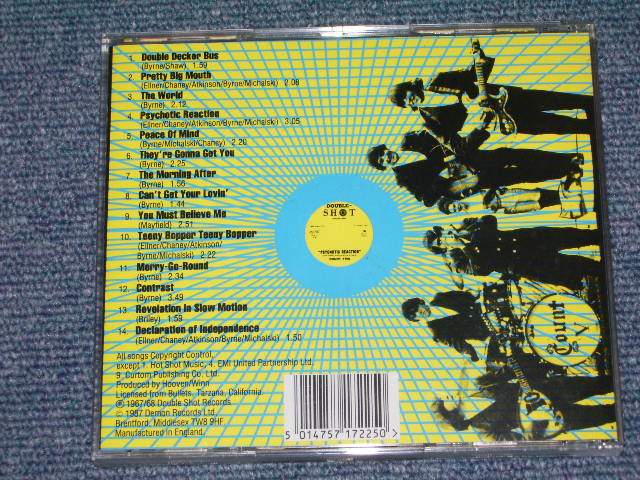 1. Double Decker Bus
(Byrne/Shaw) 1.59
2. Pretty Big Mouth
(Ellner/Chaney/Atkinson/Byrne/Michalski) 2.08
3. The World
(Byrne) 2.12
4. Psychotic Reaction
(Ellner/Chaney/Atkinson/Byrne/Michalski) 3.05
5. Peace Of Mind
(Byrne/Michalski/Chaney) 2.20
6. They're Gonna Get You
(Byrne) 2.25
7. The Morning After
(Byrne) 1.56
8. Can't Get Your Lovin'
(Byrne) 1.44
9. You Must Believe Me
(Mayfield) 2.51
10. Teeny Bopper Teeny Bopper
(Ellner/Chaney/Atkinson/
Byrne/Michalski) 2.22
11. Merry-Go-Round
(Byrne) 2.34
12. Contrast
(Byrne) 3.49
13. Revelation In Slow Motion
(Briley) 1.59
14. Declaration of Independence
(Ellner/Chaney/Atkinson/Byrne/Michalski) 1.50
All songs Copyright Control,
except 7. Hot Shot Music, 4. EMI United Partnership Ltd.
9. Curtom Publishing Co. Ltd.
Produced by Hooven/Winn
Licensed from Bullets, Tarzana, California.
℗ 1967/68 Double Shot Records
© 1987 Demon Records Ltd.
Brentford, Middlesex TW8 9HF
Manufactured in England.
DOUBLE-
SHOT
"PSYCHOTIC REACTION"
COUNT FIVE
Count
V
5 014757 172250 >